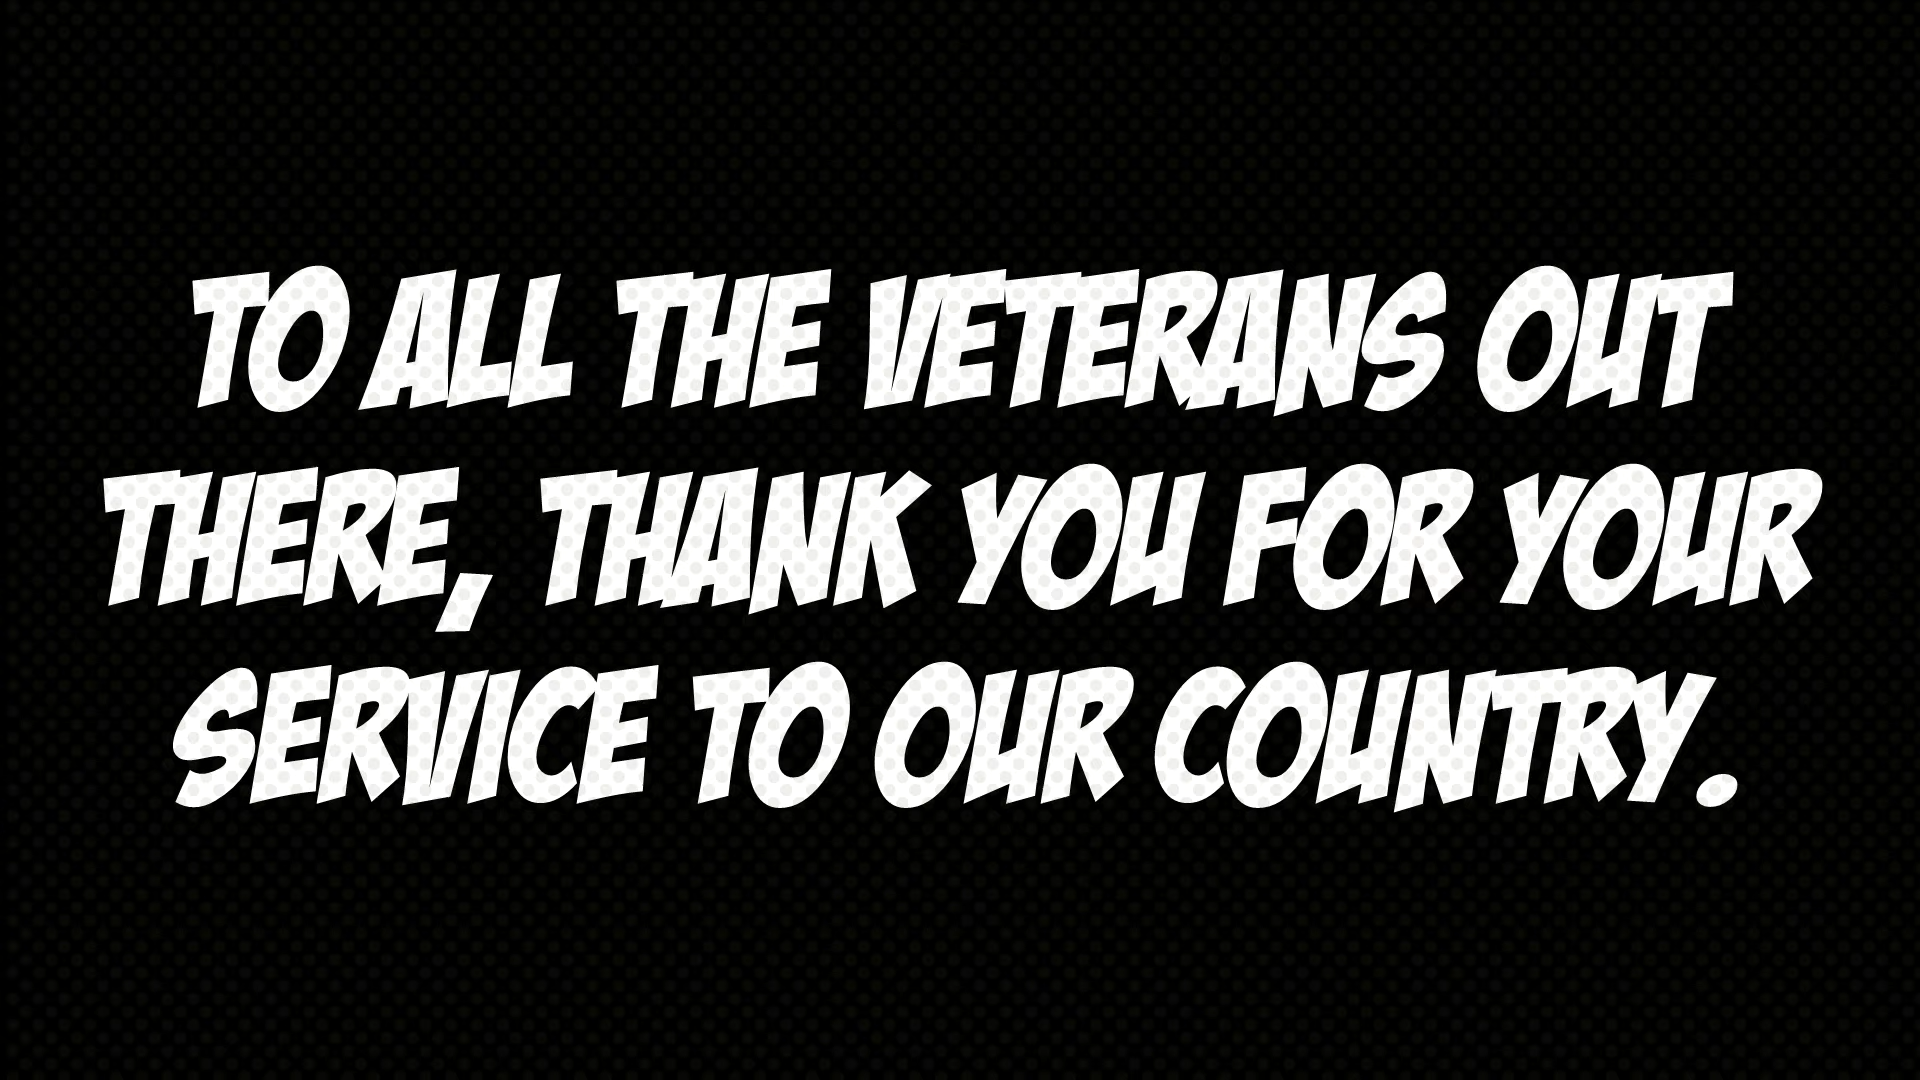 TO ALL THE VETERANS OUT
THERE, THANK YOU FOR YOUR
SERVICE TO OUR COUNTRY.